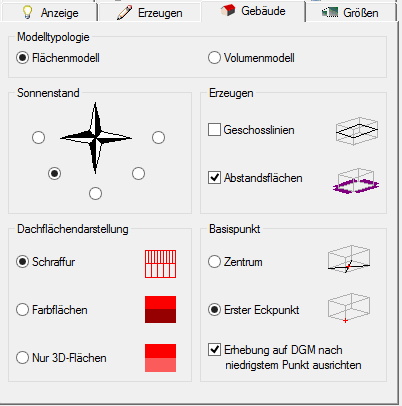 Anzeige
Erzeugen
Gebäude
Größen
Modelltypologie
Flächenmodell
Volumenmodell
Sonnenstand
Erzeugen
Geschosslinien
Abstandsflächen
Dachflächendarstellung
Schraffur
Farbflächen
Nur 3D-Flächen
Basispunkt
Zentrum
Erster Eckpunkt
Erhebung auf DGM nach
niedrigstem Punkt ausrichten